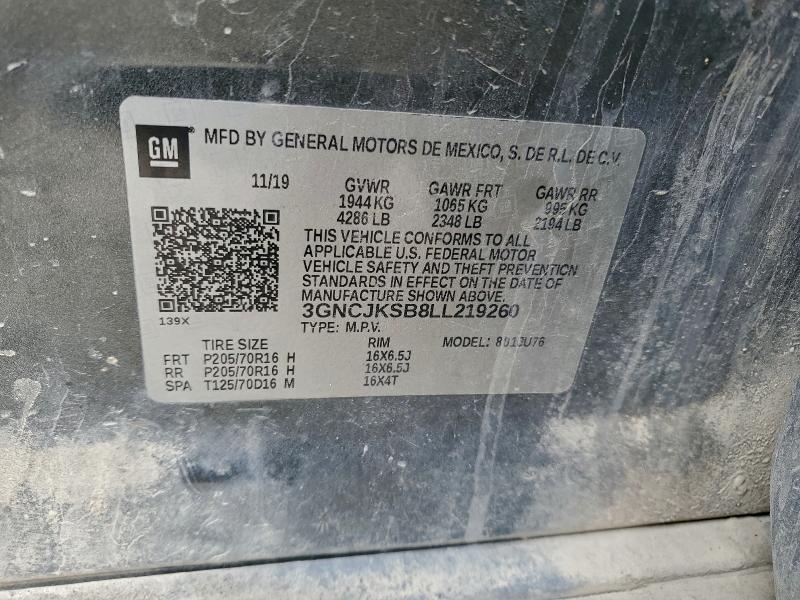 GM ® MFD BY GENERAL MOTORS DE MEXICO, S. DE R.L. DE C.V.
11/19 GVWR GAWR FRT GAWR RR
1944 KG 1065 KG 995 KG
4286 LB 2348 LB 2194 LB
THIS VEHICLE CONFORMS TO ALL
APPLICABLE U.S. FEDERAL MOTOR
VEHICLE SAFETY AND THEFT PREVENTION
STANDARDS IN EFFECT ON THE DATE OF
MANUFACTURE SHOWN ABOVE.
139X 3GNCJKSB8LL219260
TYPE: M.P.V.
TIRE SIZE RIM MODEL:
FRT P205/70R16 H 16X6.5J
RR P205/70R16 H 16X6.5J
SPA T125/70D16 M 16X4T